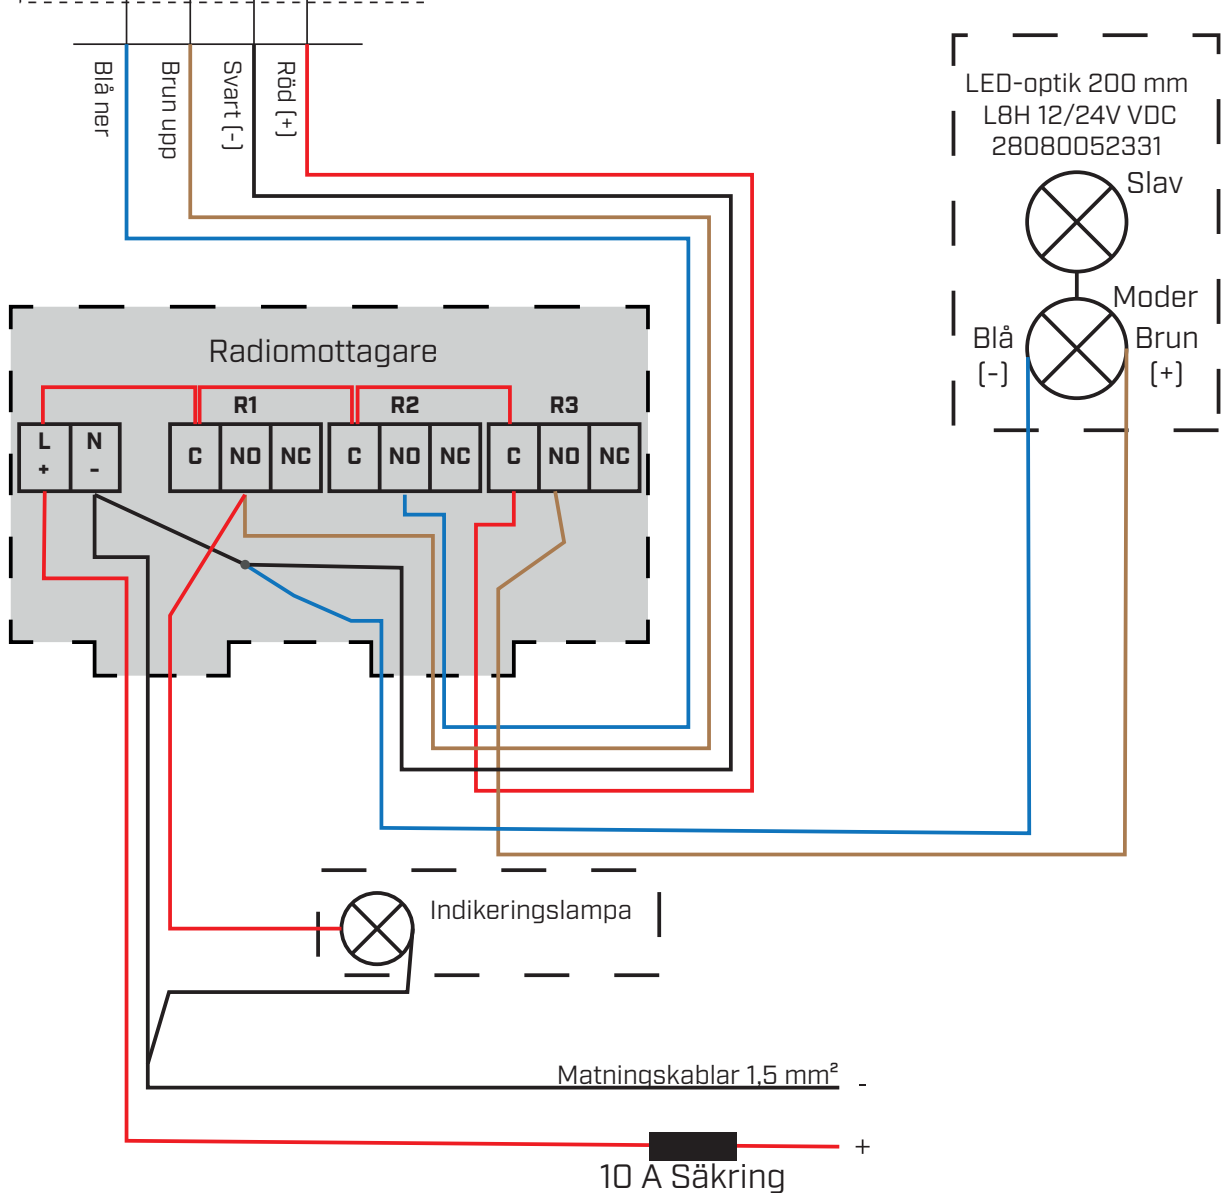 Blå ner
Brun upp
Svart (-)
Röd (+)
LED-optik 200 mm
L8H 12/24V VDC
28080052331
Slav
Moder
Blå
(-)
Brun
(+)
Radiomottagare
R1
R2
R3
L
+
N
-
C
NO
NC
C
NO
NC
C
NO
NC
Indikeringslampa
Matningskablar 1,5 mm²
-
+
10 A Säkring